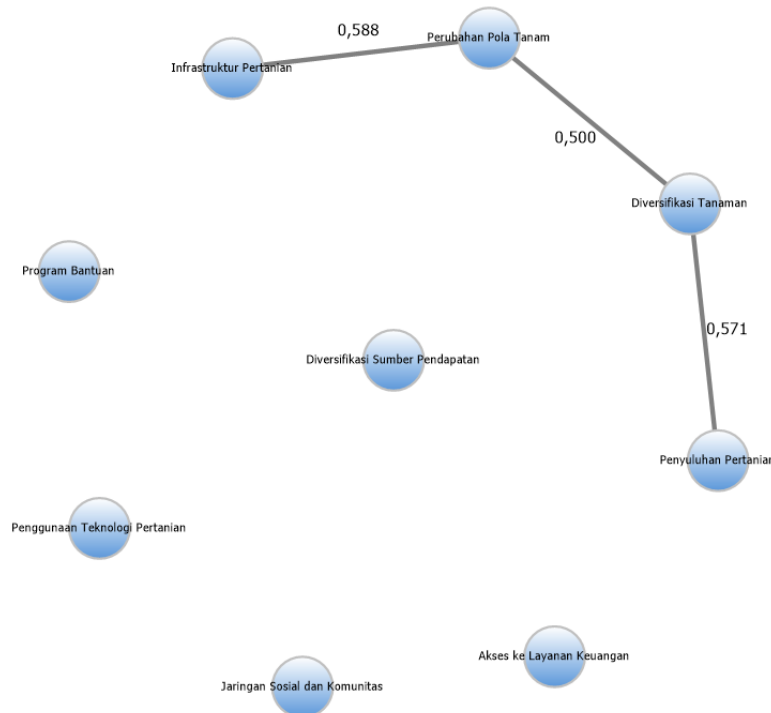 0,588
Perubahan Pola Tanam
Infrastruktur Pertanian
0,500
Diversifikasi Tanaman
Program Bantuan
0,571
Diversifikasi Sumber Pendapatan
Penyuluhan Pertanian
Penggunaan Teknologi Pertanian
Akses ke Layanan Keuangan
Jaringan Sosial dan Komunitas